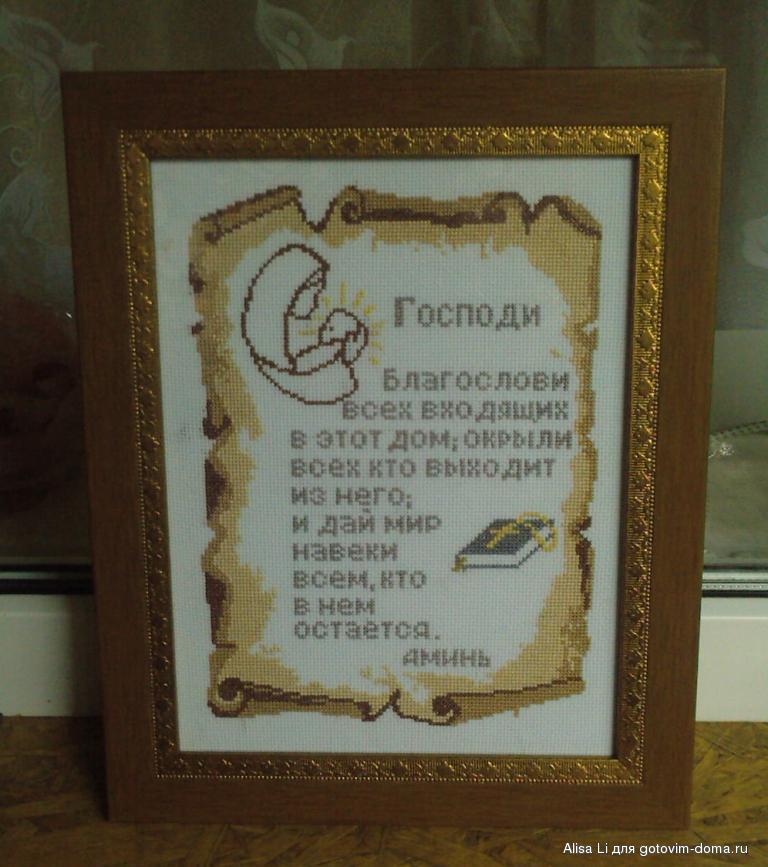 Господи
Благослови
всех входящих
в этот дом; окрыли
всех кто выходит
из него;
и дай мир
навеки
всем, кто
в нем
остается.
аминь
Alisa Li для gotovim-doma.ru